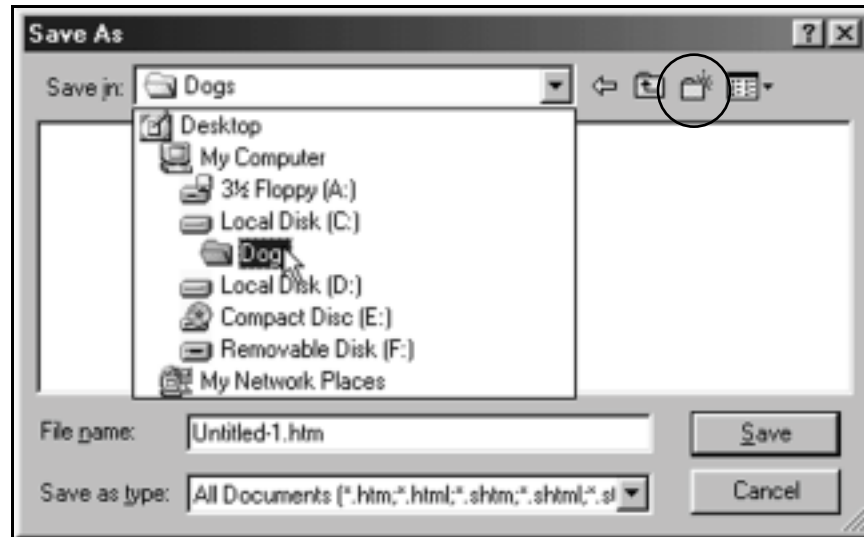 Save As
Save in: Dogs
Desktop
My Computer
3½ Floppy (A:)
Local Disk (C:)
Dog
Local Disk (D:)
Compact Disc (E:)
Removable Disk (F:)
My Network Places
File name: Untitled-1.htm Save
Save as type: All Documents (*.htm;*.html;*.shtm;*.shtml;*.sl Cancel